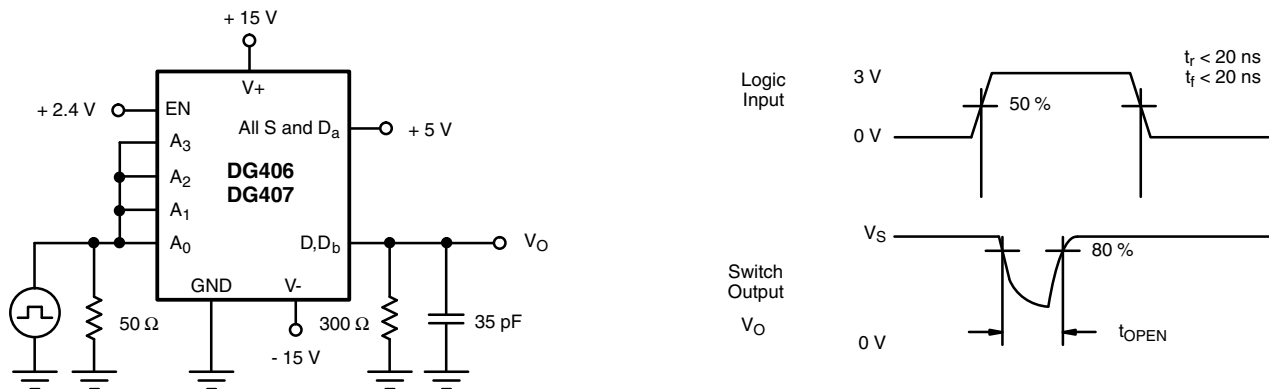 + 15 V
V+
+ 2.4 V
EN
All S and Da
+ 5 V
A3
A2
DG406
DG407
A1
A0
D,Db
VO
GND
V-
50 Ω
300 Ω
35 pF
- 15 V
Logic
Input
3 V
tr < 20 ns
tf < 20 ns
50 %
0 V
VS
80 %
Switch
Output
VO
0 V
tOPEN